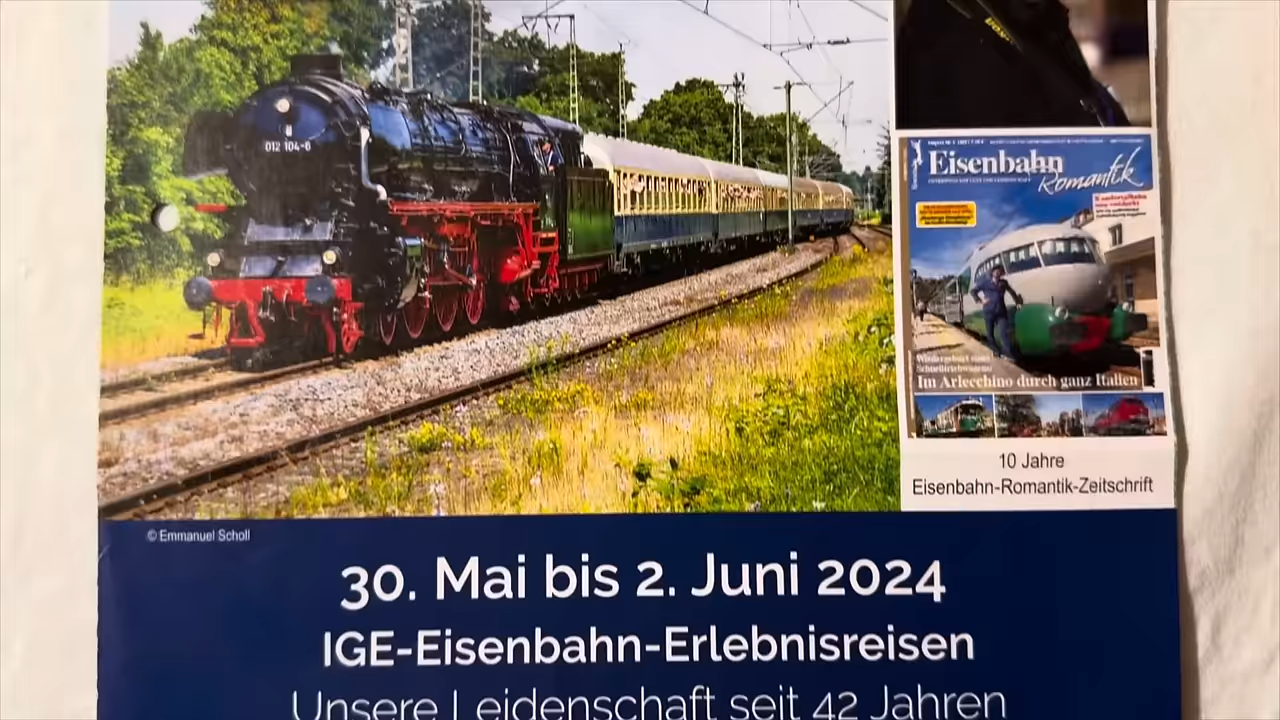 012 104-6
Eisenbahn
Romantik
Im Arlecchino durch ganz Italien
10 Jahre
Eisenbahn-Romantik-Zeitschrift
© Emmanuel Scholl
30. Mai bis 2. Juni 2024
IGE-Eisenbahn-Erlebnisreisen
Unsere Leidenschaft seit 42 Jahren